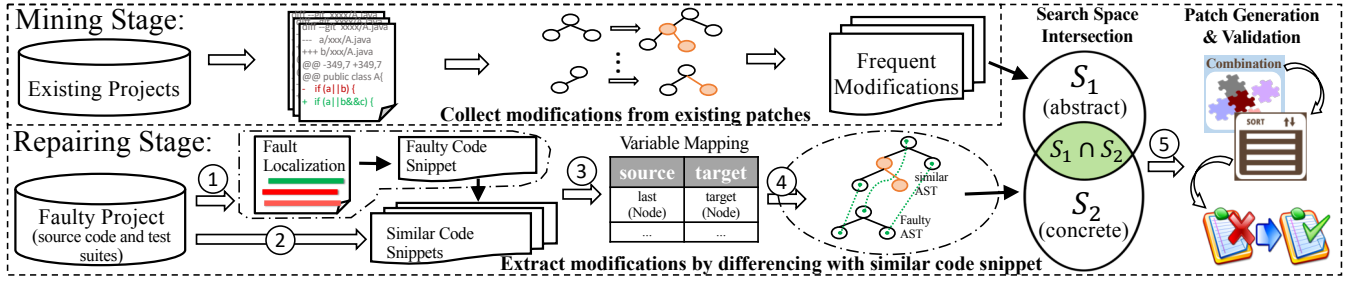 Mining Stage:
Existing Projects
diff --git xxxx/A.java
--- a/xxx/A.java
+++ b/xxx/A.java
@@ -349,7 +349,7
@@ public class A{
- if (a||b) {
+ if (a||b&&c) {
Collect modifications from existing patches
Frequent
Modifications
Search Space
Intersection
S1
(abstract)
S1 ∩ S2
S2
(concrete)
Patch Generation
& Validation
Combination
SORT
5
Repairing Stage:
Faulty Project
(source code and test
suites)
1
2
Fault
Localization
Faulty Code
Snippet
Similar Code
Snippets
3
Variable Mapping
source target
last target
(Node) (Node)
... ...
4
similar
AST
Faulty
AST
Extract modifications by differencing with similar code snippet